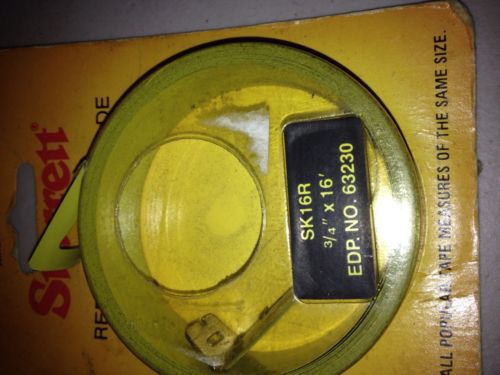 Starrett
SK16R
3/4" x 16'
EDP. NO. 63230
ALL POPULAR TAPE MEASURES OF THE SAME SIZE.